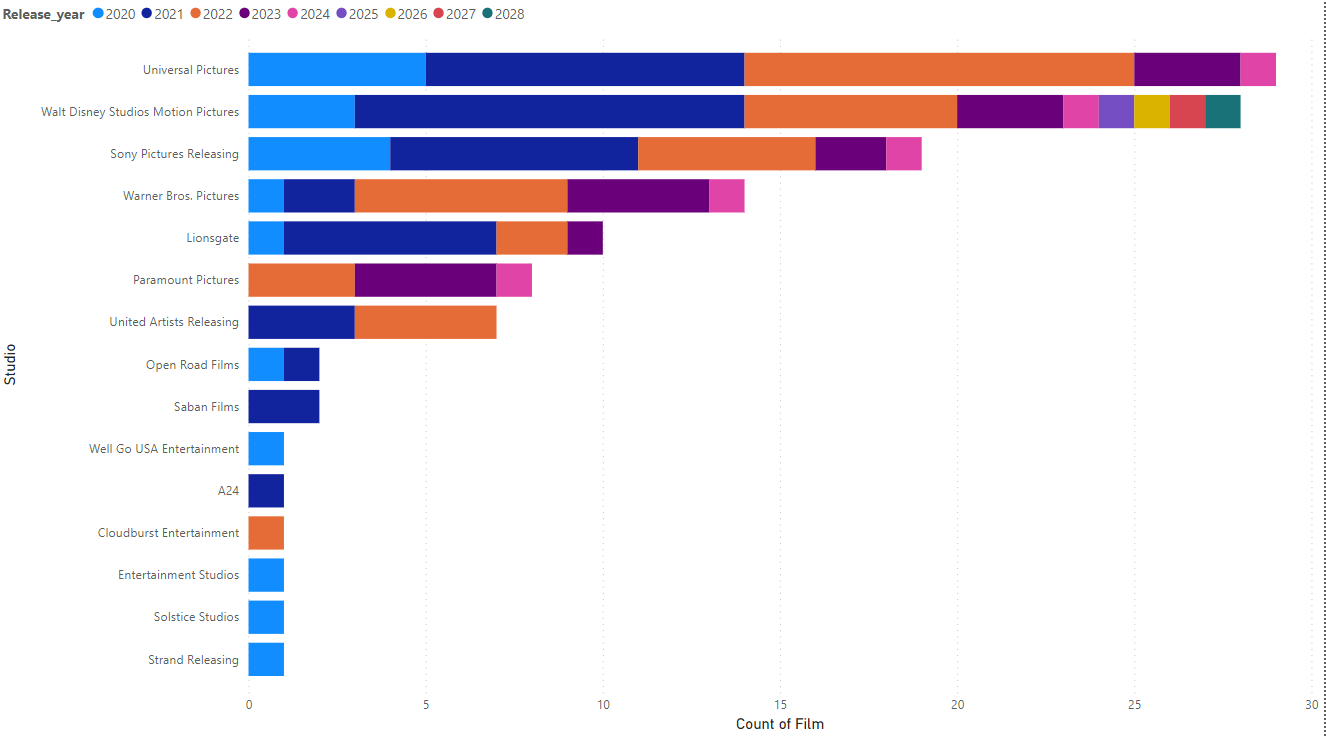 Release_year 2020 2021 2022 2023 2024 2025 2026 2027 2028
Universal Pictures
Walt Disney Studios Motion Pictures
Sony Pictures Releasing
Warner Bros. Pictures
Lionsgate
Paramount Pictures
United Artists Releasing
Open Road Films
Saban Films
Well Go USA Entertainment
A24
Cloudburst Entertainment
Entertainment Studios
Solstice Studios
Strand Releasing
Studio
0 5 10 15 20 25 30
Count of Film